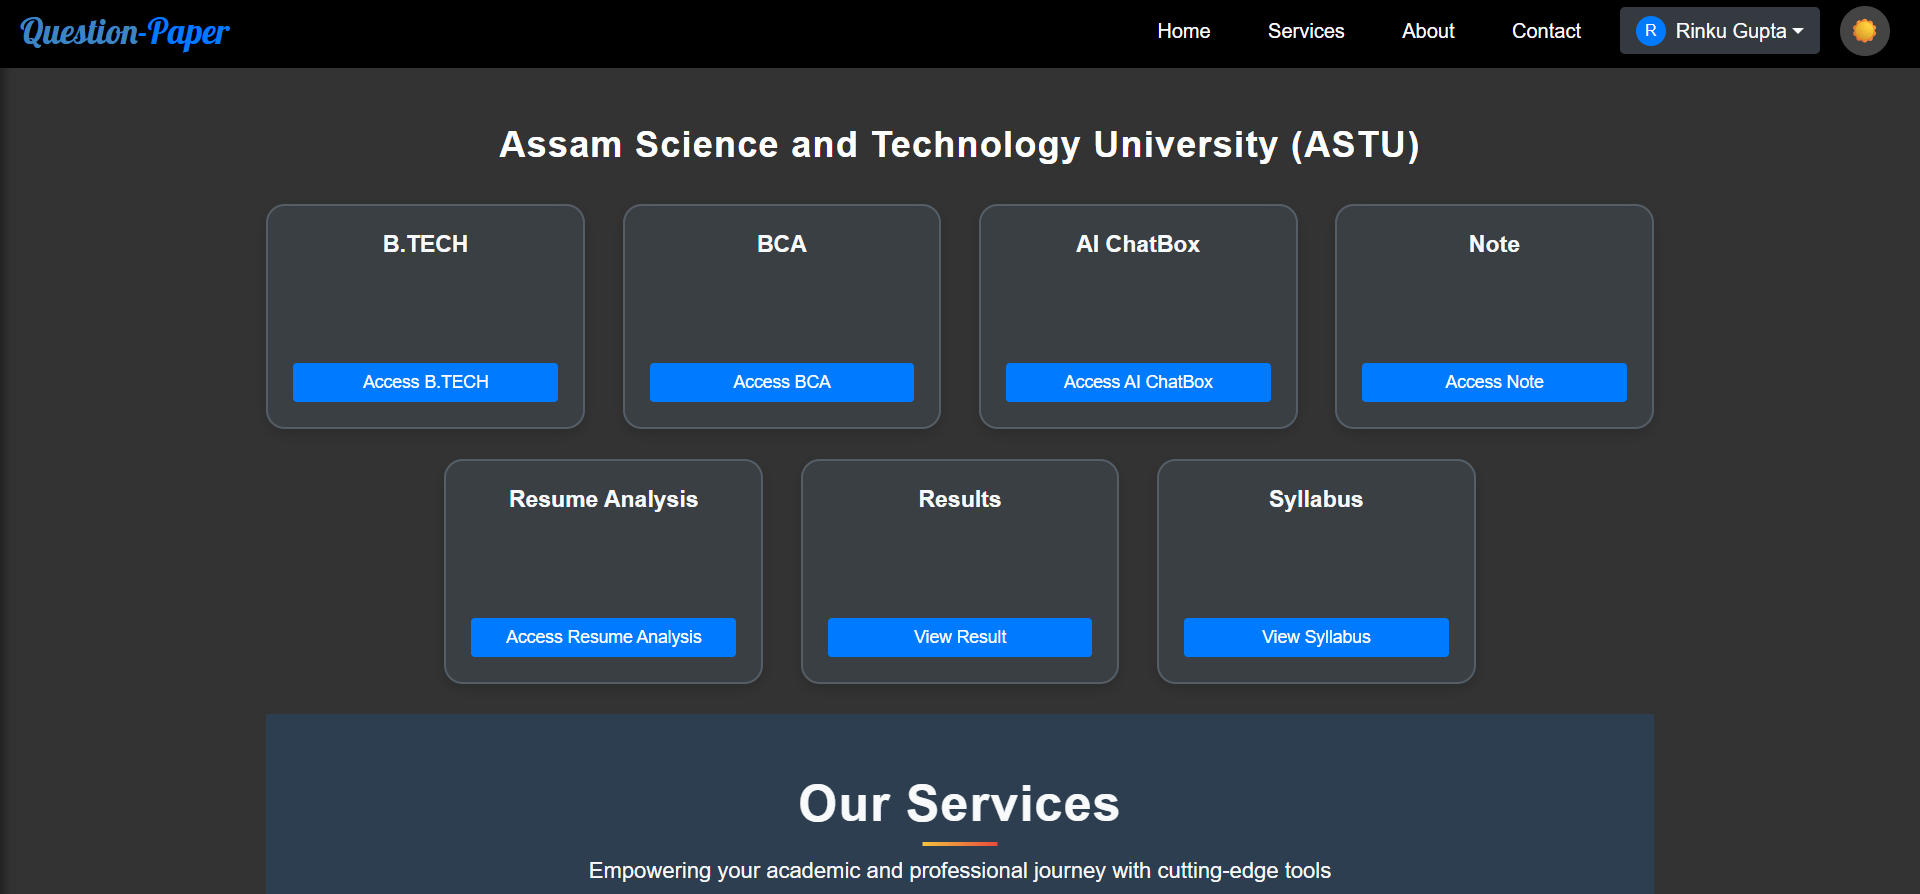 Question-Paper
Home Services About Contact R Rinku Gupta
Assam Science and Technology University (ASTU)
B.TECH BCA AI ChatBox Note
Access B.TECH Access BCA Access AI ChatBox Access Note
Resume Analysis Results Syllabus
Access Resume Analysis View Result View Syllabus
Our Services
Empowering your academic and professional journey with cutting-edge tools